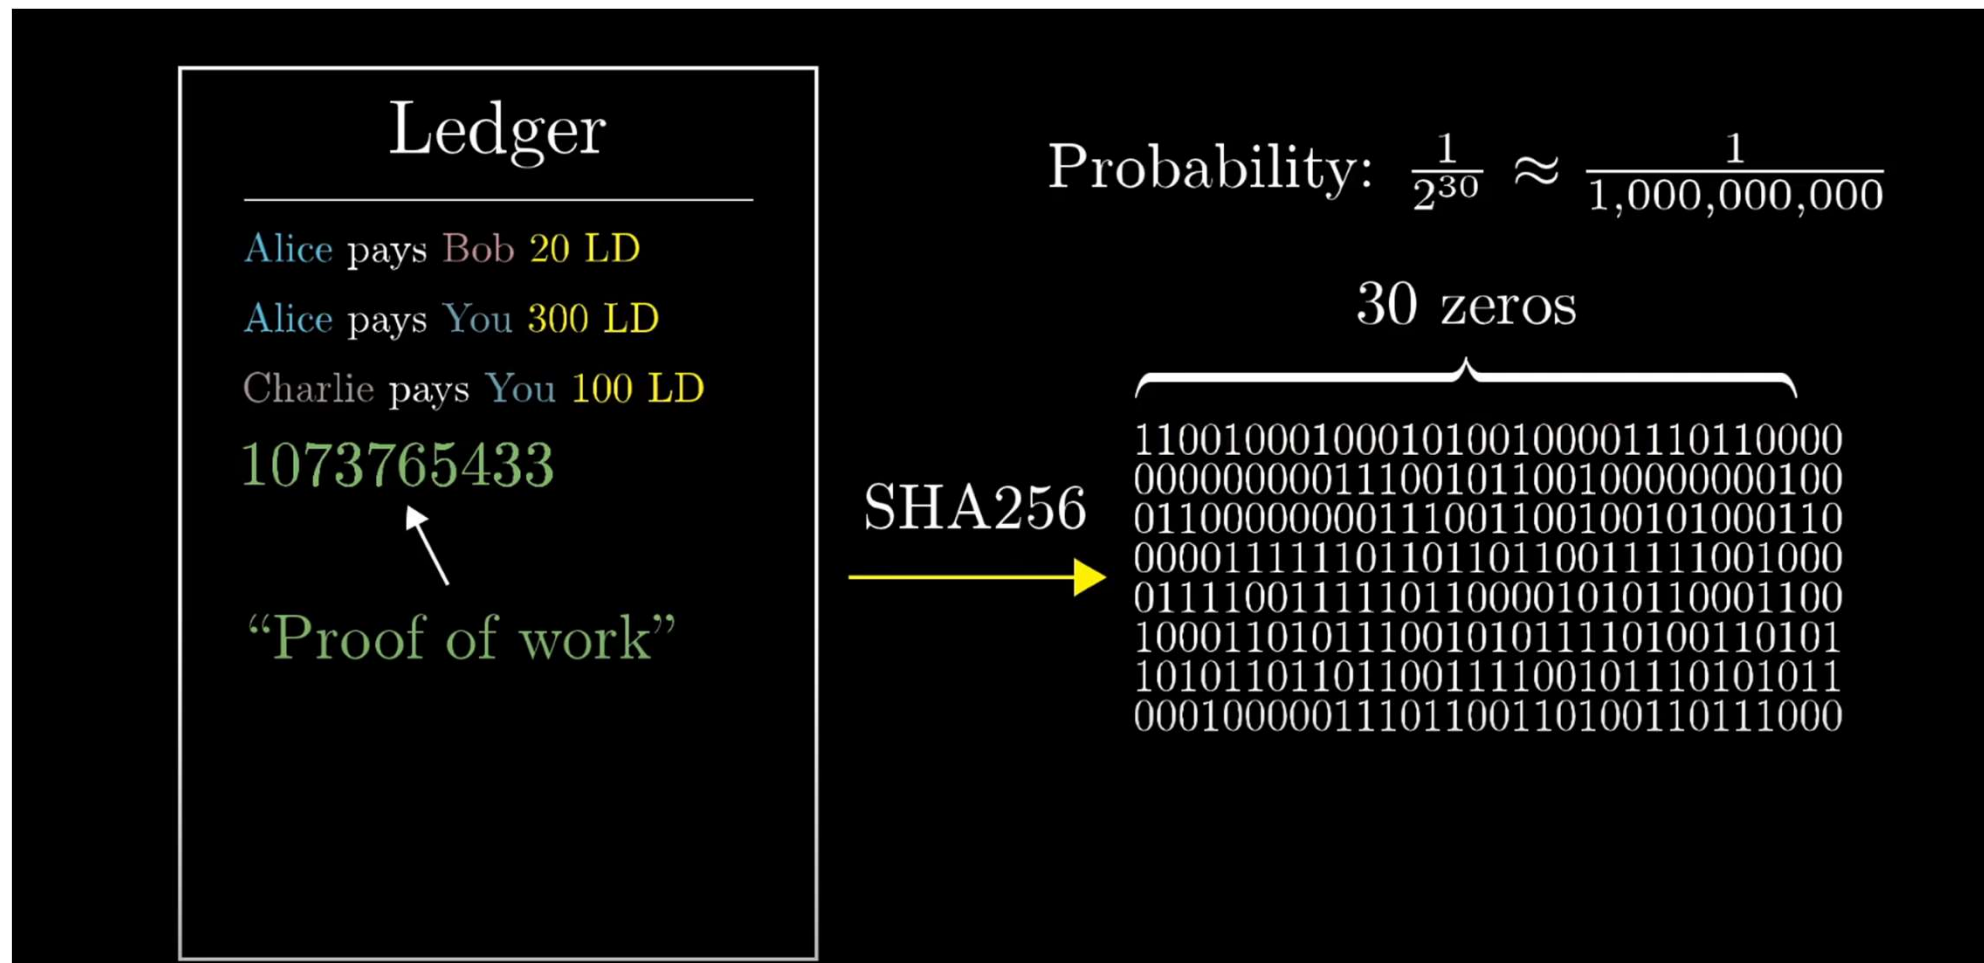 Ledger
Alice pays Bob 20 LD
Alice pays You 300 LD
Charlie pays You 100 LD
1073765433
“Proof of work”
SHA256
Probability: 1/2^30 ≈ 1/1,000,000,000
30 zeros
11001000100010100100001110110000
00000000011100101100100000000100
01100000000011100110010010100110
00001111110110110110011111001000
01111001111101100001010110001100
10001101011100101011110100110101
10101101101100111100101110101011
00010000011101100110100110111000